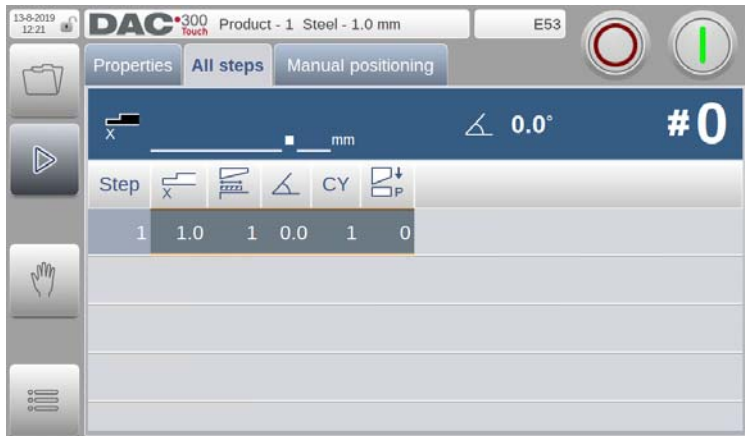 13-8-2019
12:21
DAC 300 Touch Product - 1 Steel - 1.0 mm
E53
Properties All steps Manual positioning
X mm 0.0° #0
Step X CY P
1 1.0 1 0.0 1 0